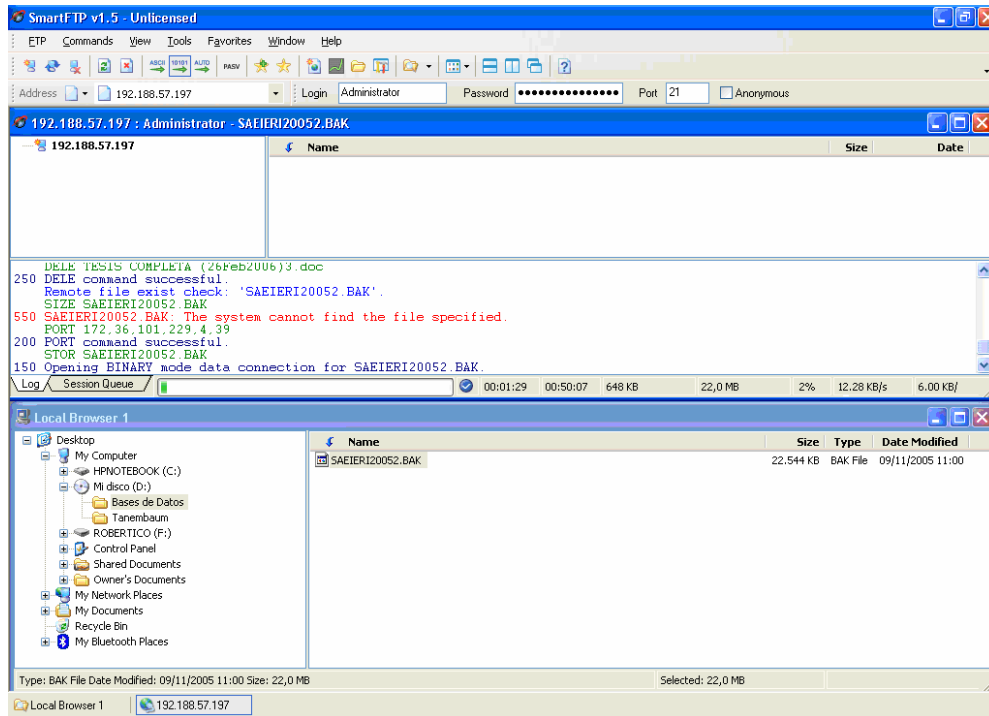 SmartFTP v1.5 - Unlicensed
FTP Commands View Tools Favorites Window Help
ASCII 10101 AUTO PASV
Address 192.188.57.197 Login Administrator Password ●●●●●●●●●●●●●●● Port 21 Anonymous
192.188.57.197 : Administrator - SAEIERI20052.BAK
192.188.57.197
Name Size Date
DELE TESIS COMPLETA (26Feb2006)3.doc
250 DELE command successful.
Remote file exist check: 'SAEIERI20052.BAK'.
SIZE SAEIERI20052.BAK
550 SAEIERI20052.BAK: The system cannot find the file specified.
PORT 172,36,101,229,4,39
200 PORT command successful.
STOR SAEIERI20052.BAK
150 Opening BINARY mode data connection for SAEIERI20052.BAK.
Log Session Queue 00:01:29 00:50:07 648 KB 22,0 MB 2% 12.28 KB/s 6.00 KB/
Local Browser 1
Desktop
My Computer
HPNOTEBOOK (C:)
Mi disco (D:)
Bases de Datos
Tanembaum
ROBERTICO (F:)
Control Panel
Shared Documents
Owner's Documents
My Network Places
My Documents
Recycle Bin
My Bluetooth Places
Name Size Type Date Modified
SAEIERI20052.BAK 22.544 KB BAK File 09/11/2005 11:00
Type: BAK File Date Modified: 09/11/2005 11:00 Size: 22,0 MB Selected: 22,0 MB
Local Browser 1 192.188.57.197